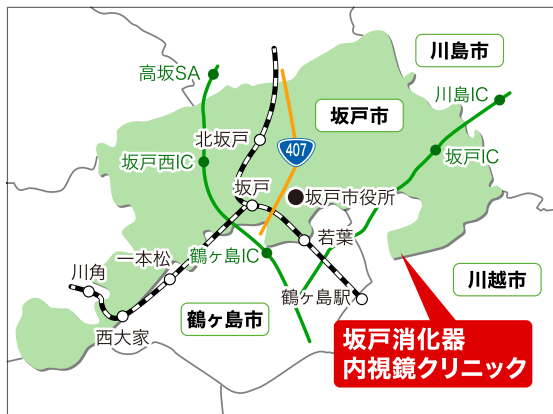 川島市
高坂SA
川島IC
坂戸市
北坂戸
407
坂戸西IC
坂戸IC
坂戸
坂戸市役所
若葉
一本松
鶴ヶ島IC
川角
川越市
鶴ヶ島駅
鶴ヶ島市
西大家
坂戸消化器
内視鏡クリニック